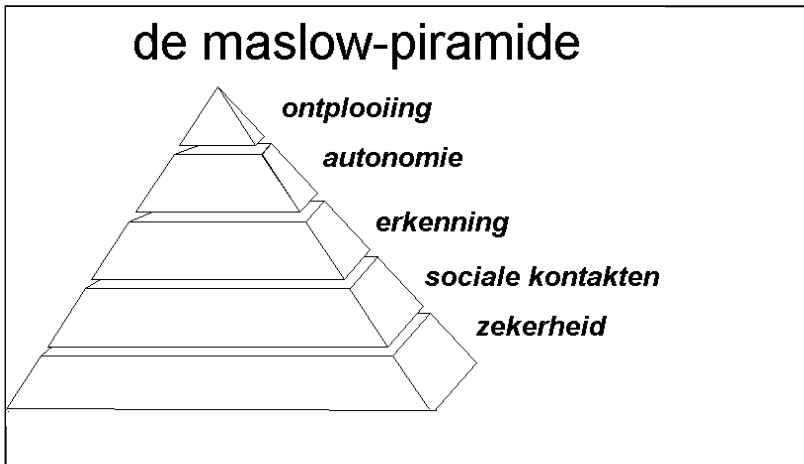 de maslow-piramide
ontplooiing
autonomie
erkenning
sociale kontakten
zekerheid